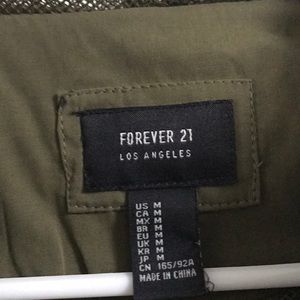 FOREVER 21
LOS ANGELES
US M
CA M
MX M
BR M
EU M
UK M
KR M
JP M
CN 165/92A
MADE IN CHINA